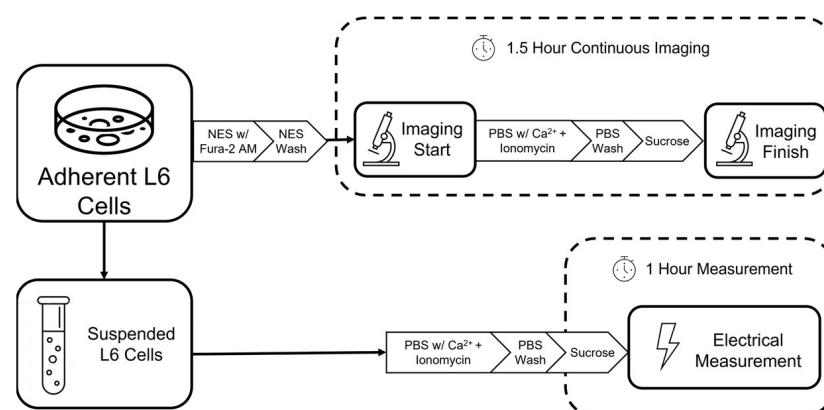 1.5 Hour Continuous Imaging
Adherent L6
Cells
NES w/
Fura-2 AM
NES
Wash
Imaging
Start
PBS w/ Ca²⁺ +
Ionomycin
PBS
Wash
Sucrose
Imaging
Finish
1 Hour Measurement
Suspended
L6 Cells
PBS w/ Ca²⁺ +
Ionomycin
PBS
Wash
Sucrose
Electrical
Measurement